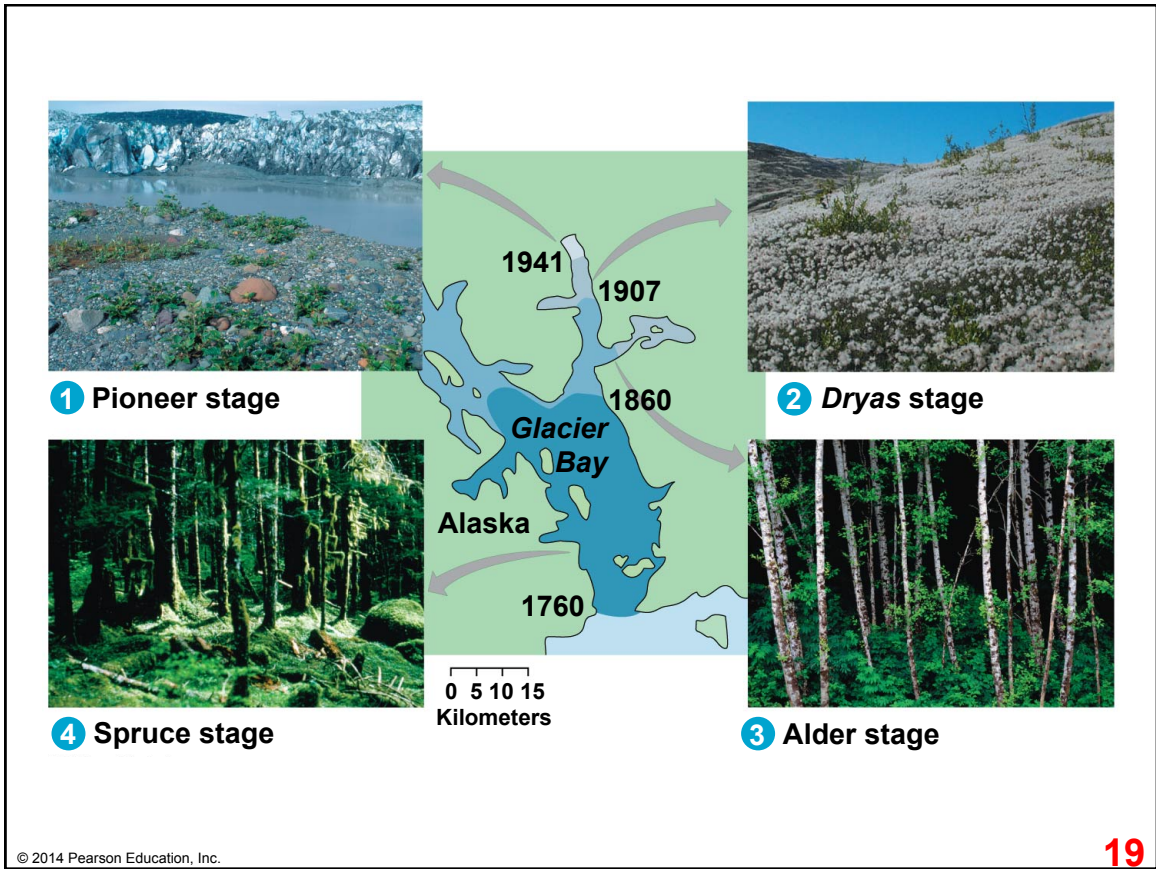 1941
1907
1 Pioneer stage
2 Dryas stage
1860
Glacier
Bay
Alaska
1760
0 5 10 15
Kilometers
4 Spruce stage
3 Alder stage
© 2014 Pearson Education, Inc.
19